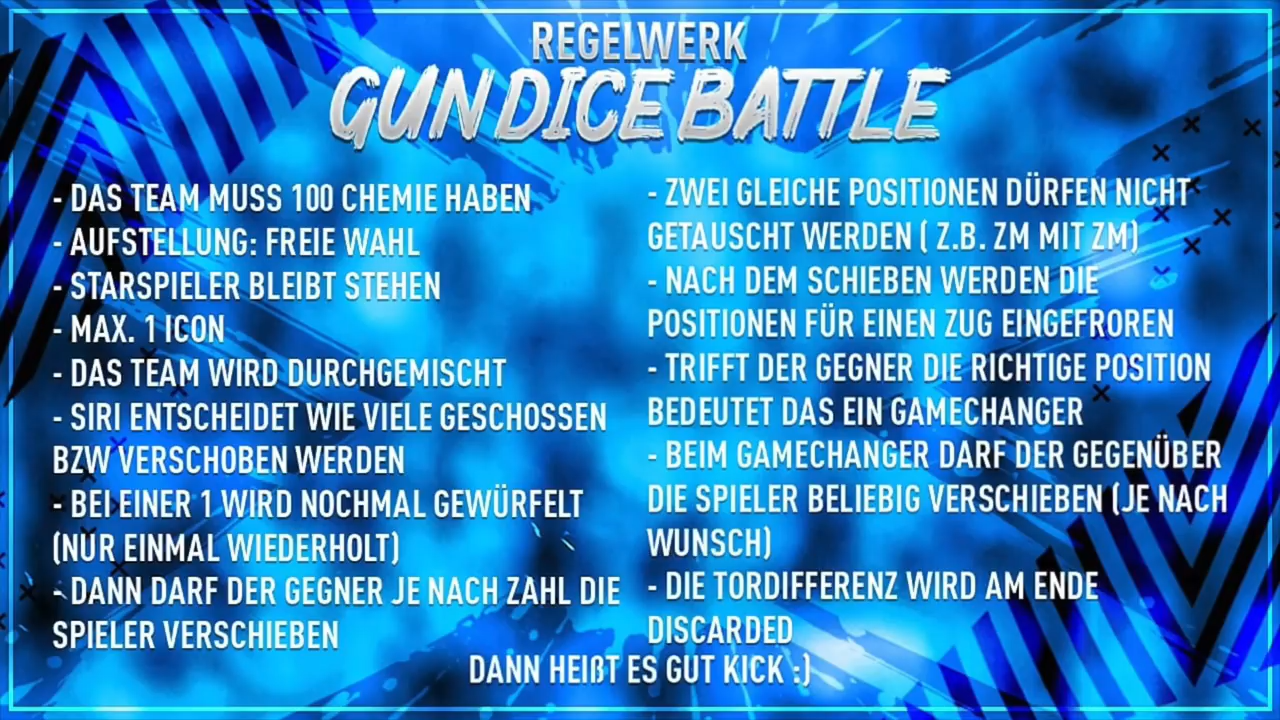 REGELWERK
GUN DICE BATTLE
- DAS TEAM MUSS 100 CHEMIE HABEN
- AUFSTELLUNG: FREIE WAHL
- STARSPIELER BLEIBT STEHEN
- MAX. 1 ICON
- DAS TEAM WIRD DURCHGEMISCHT
- SIRI ENTSCHEIDET WIE VIELE GESCHOSSEN
BZW VERSCHOBEN WERDEN
- BEI EINER 1 WIRD NOCHMAL GEWÜRFELT
(NUR EINMAL WIEDERHOLT)
- DANN DARF DER GEGNER JE NACH ZAHL DIE
SPIELER VERSCHIEBEN
- ZWEI GLEICHE POSITIONEN DÜRFEN NICHT
GETAUSCHT WERDEN ( Z.B. ZM MIT ZM)
- NACH DEM SCHIEBEN WERDEN DIE
POSITIONEN FÜR EINEN ZUG EINGEFROREN
- TRIFFT DER GEGNER DIE RICHTIGE POSITION
BEDEUTET DAS EIN GAMECHANGER
- BEIM GAMECHANGER DARF DER GEGENÜBER
DIE SPIELER BELIEBIG VERSCHIEBEN (JE NACH
WUNSCH)
- DIE TORDIFFERENZ WIRD AM ENDE
DISCARDED
DANN HEIßT ES GUT KICK :)